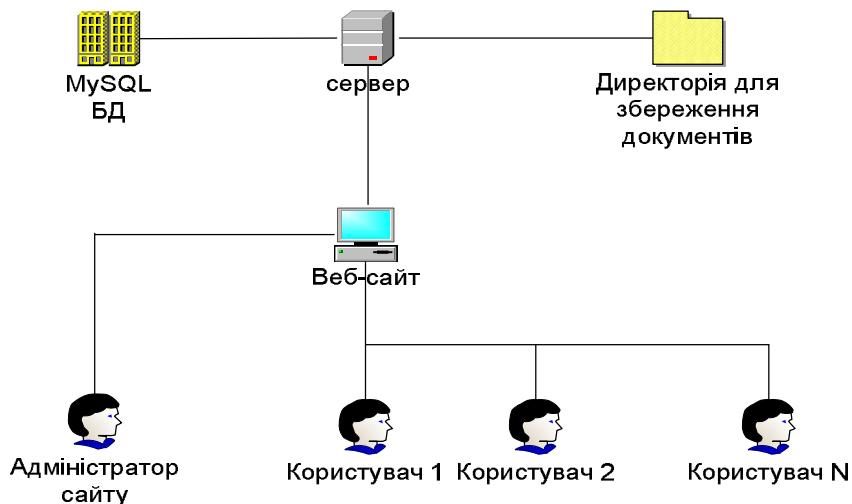 MySQL
БД
сервер
Директорія для
збереження
документів
Веб-сайт
Адміністратор
сайту
Користувач 1
Користувач 2
Користувач N